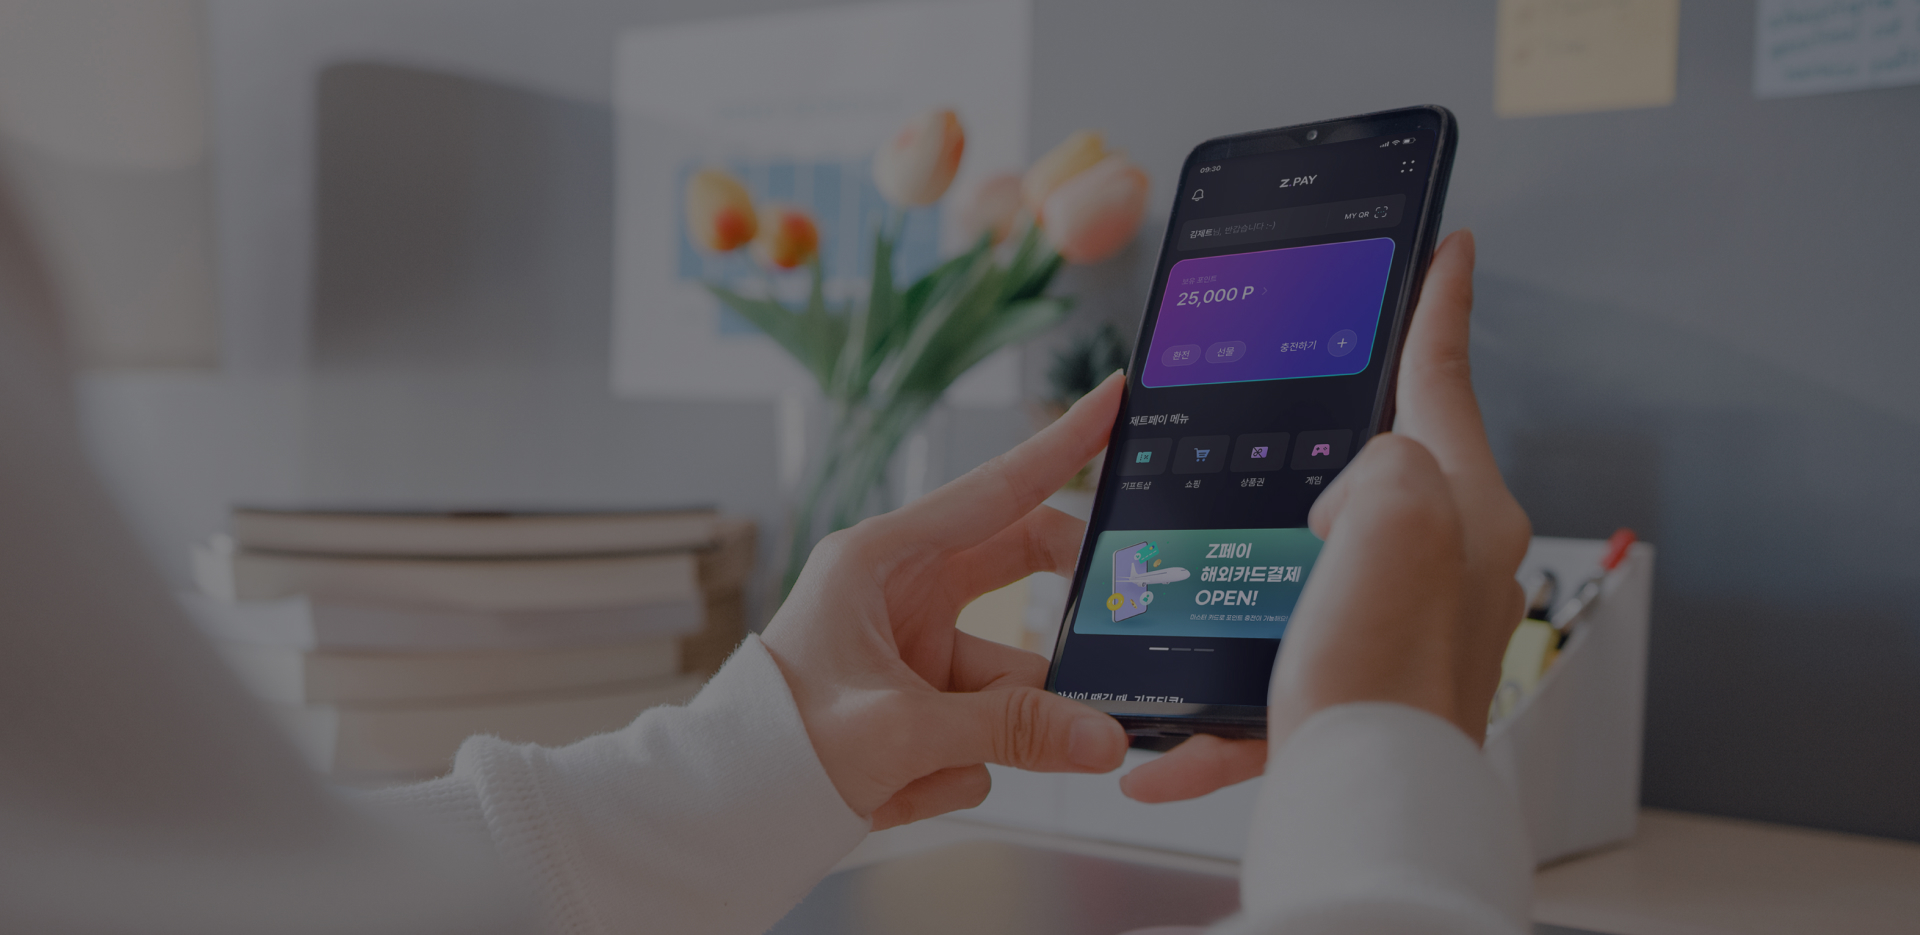 09:30
Z.PAY
MY QR
김제트님, 반갑습니다 :-)
보유 포인트
25,000 P
환전
선물
충전하기
제트페이 메뉴
기프트샵
쇼핑
상품권
게임
Z페이
해외카드결제
OPEN!
마스터 카드로 포인트 충전이 가능해요!